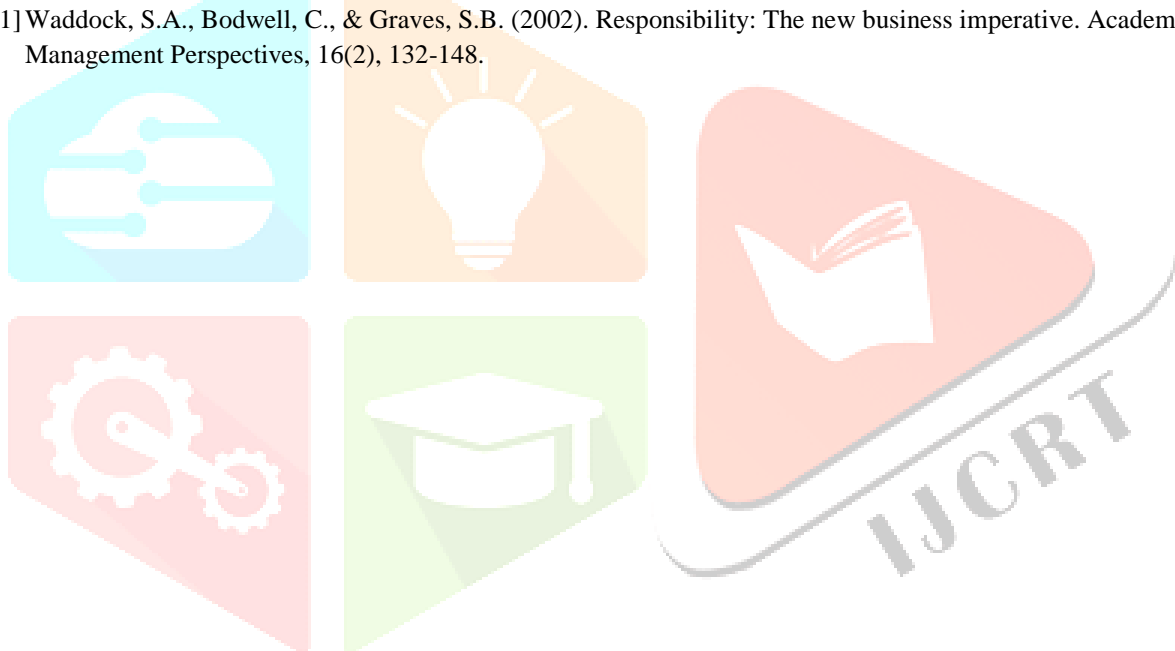 1] Waddock, S.A., Bodwell, C., & Graves, S.B. (2002). Responsibility: The new business imperative. Academ
Management Perspectives, 16(2), 132-148.
IJCRT